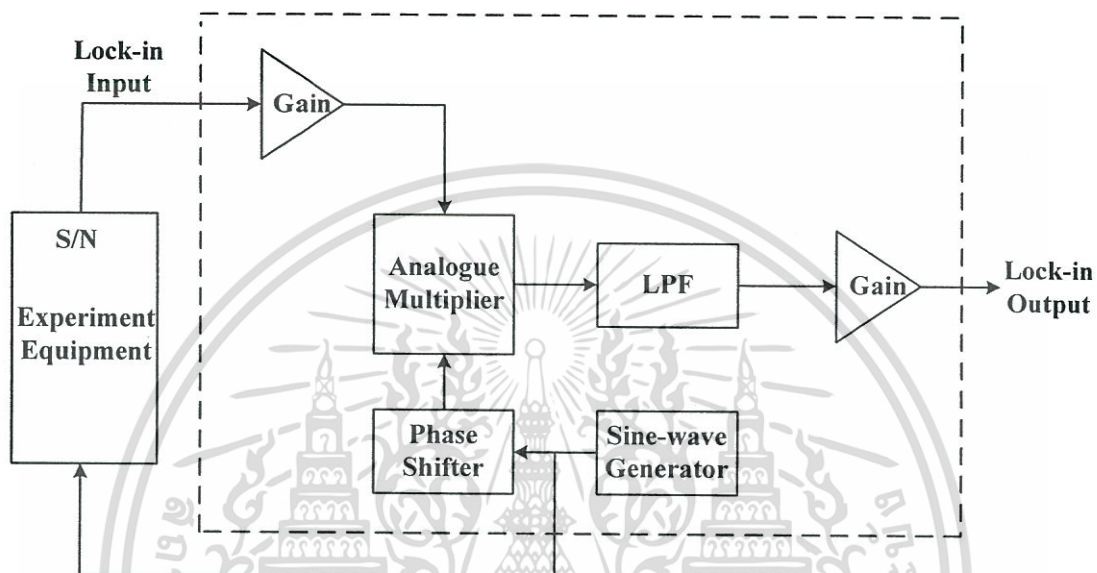 Lock-in
Input
Gain
S/N
Experiment
Equipment
Analogue
Multiplier
LPF
Gain
Lock-in
Output
Phase
Shifter
Sine-wave
Generator